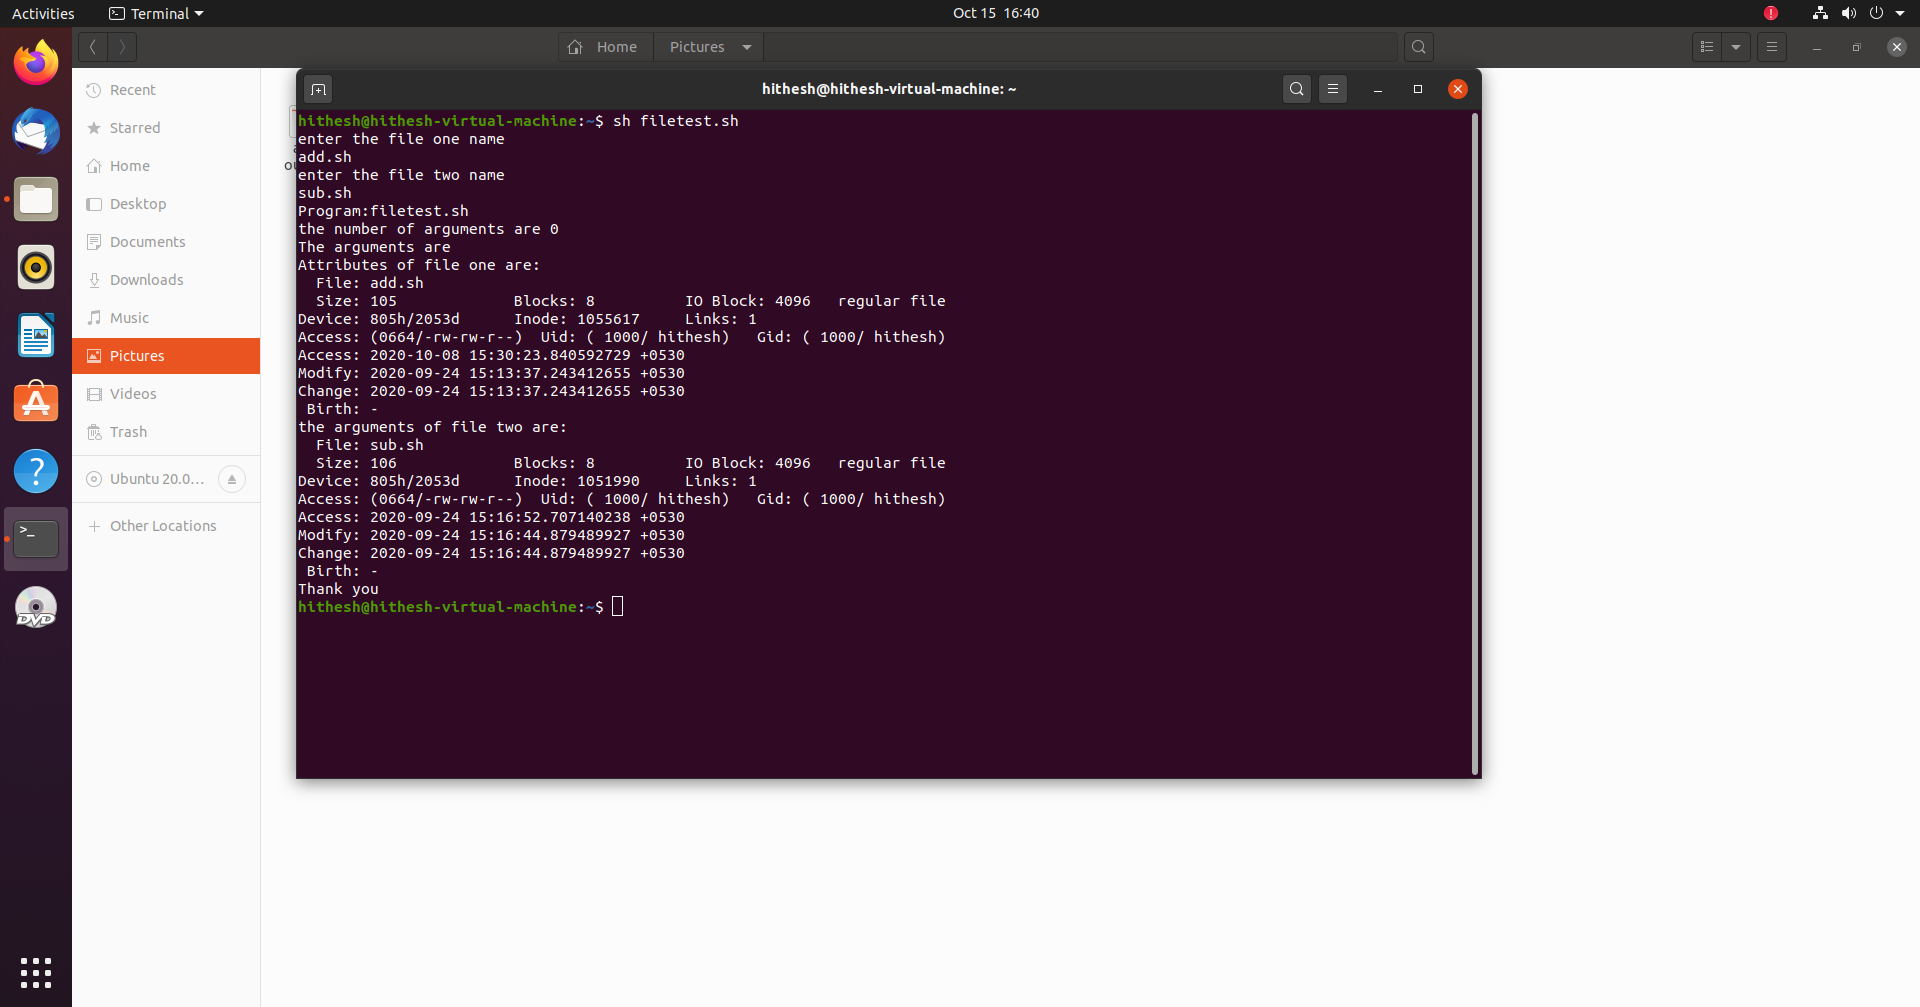 Activities Terminal Oct 15 16:40
Home Pictures
Recent
Starred
Home
Desktop
Documents
Downloads
Music
Pictures
Videos
Trash
Ubuntu 20.0...
Other Locations
hithesh@hithesh-virtual-machine: ~
hithesh@hithesh-virtual-machine:~$ sh filetest.sh
enter the file one name
add.sh
enter the file two name
sub.sh
Program:filetest.sh
the number of arguments are 0
The arguments are
Attributes of file one are:
  File: add.sh
  Size: 105             Blocks: 8          IO Block: 4096   regular file
Device: 805h/2053d      Inode: 1055617     Links: 1
Access: (0664/-rw-rw-r--)  Uid: ( 1000/ hithesh)   Gid: ( 1000/ hithesh)
Access: 2020-10-08 15:30:23.840592729 +0530
Modify: 2020-09-24 15:13:37.243412655 +0530
Change: 2020-09-24 15:13:37.243412655 +0530
 Birth: -
the arguments of file two are:
  File: sub.sh
  Size: 106             Blocks: 8          IO Block: 4096   regular file
Device: 805h/2053d      Inode: 1051990     Links: 1
Access: (0664/-rw-rw-r--)  Uid: ( 1000/ hithesh)   Gid: ( 1000/ hithesh)
Access: 2020-09-24 15:16:52.707140238 +0530
Modify: 2020-09-24 15:16:44.879489927 +0530
Change: 2020-09-24 15:16:44.879489927 +0530
 Birth: -
Thank you
hithesh@hithesh-virtual-machine:~$
DVD